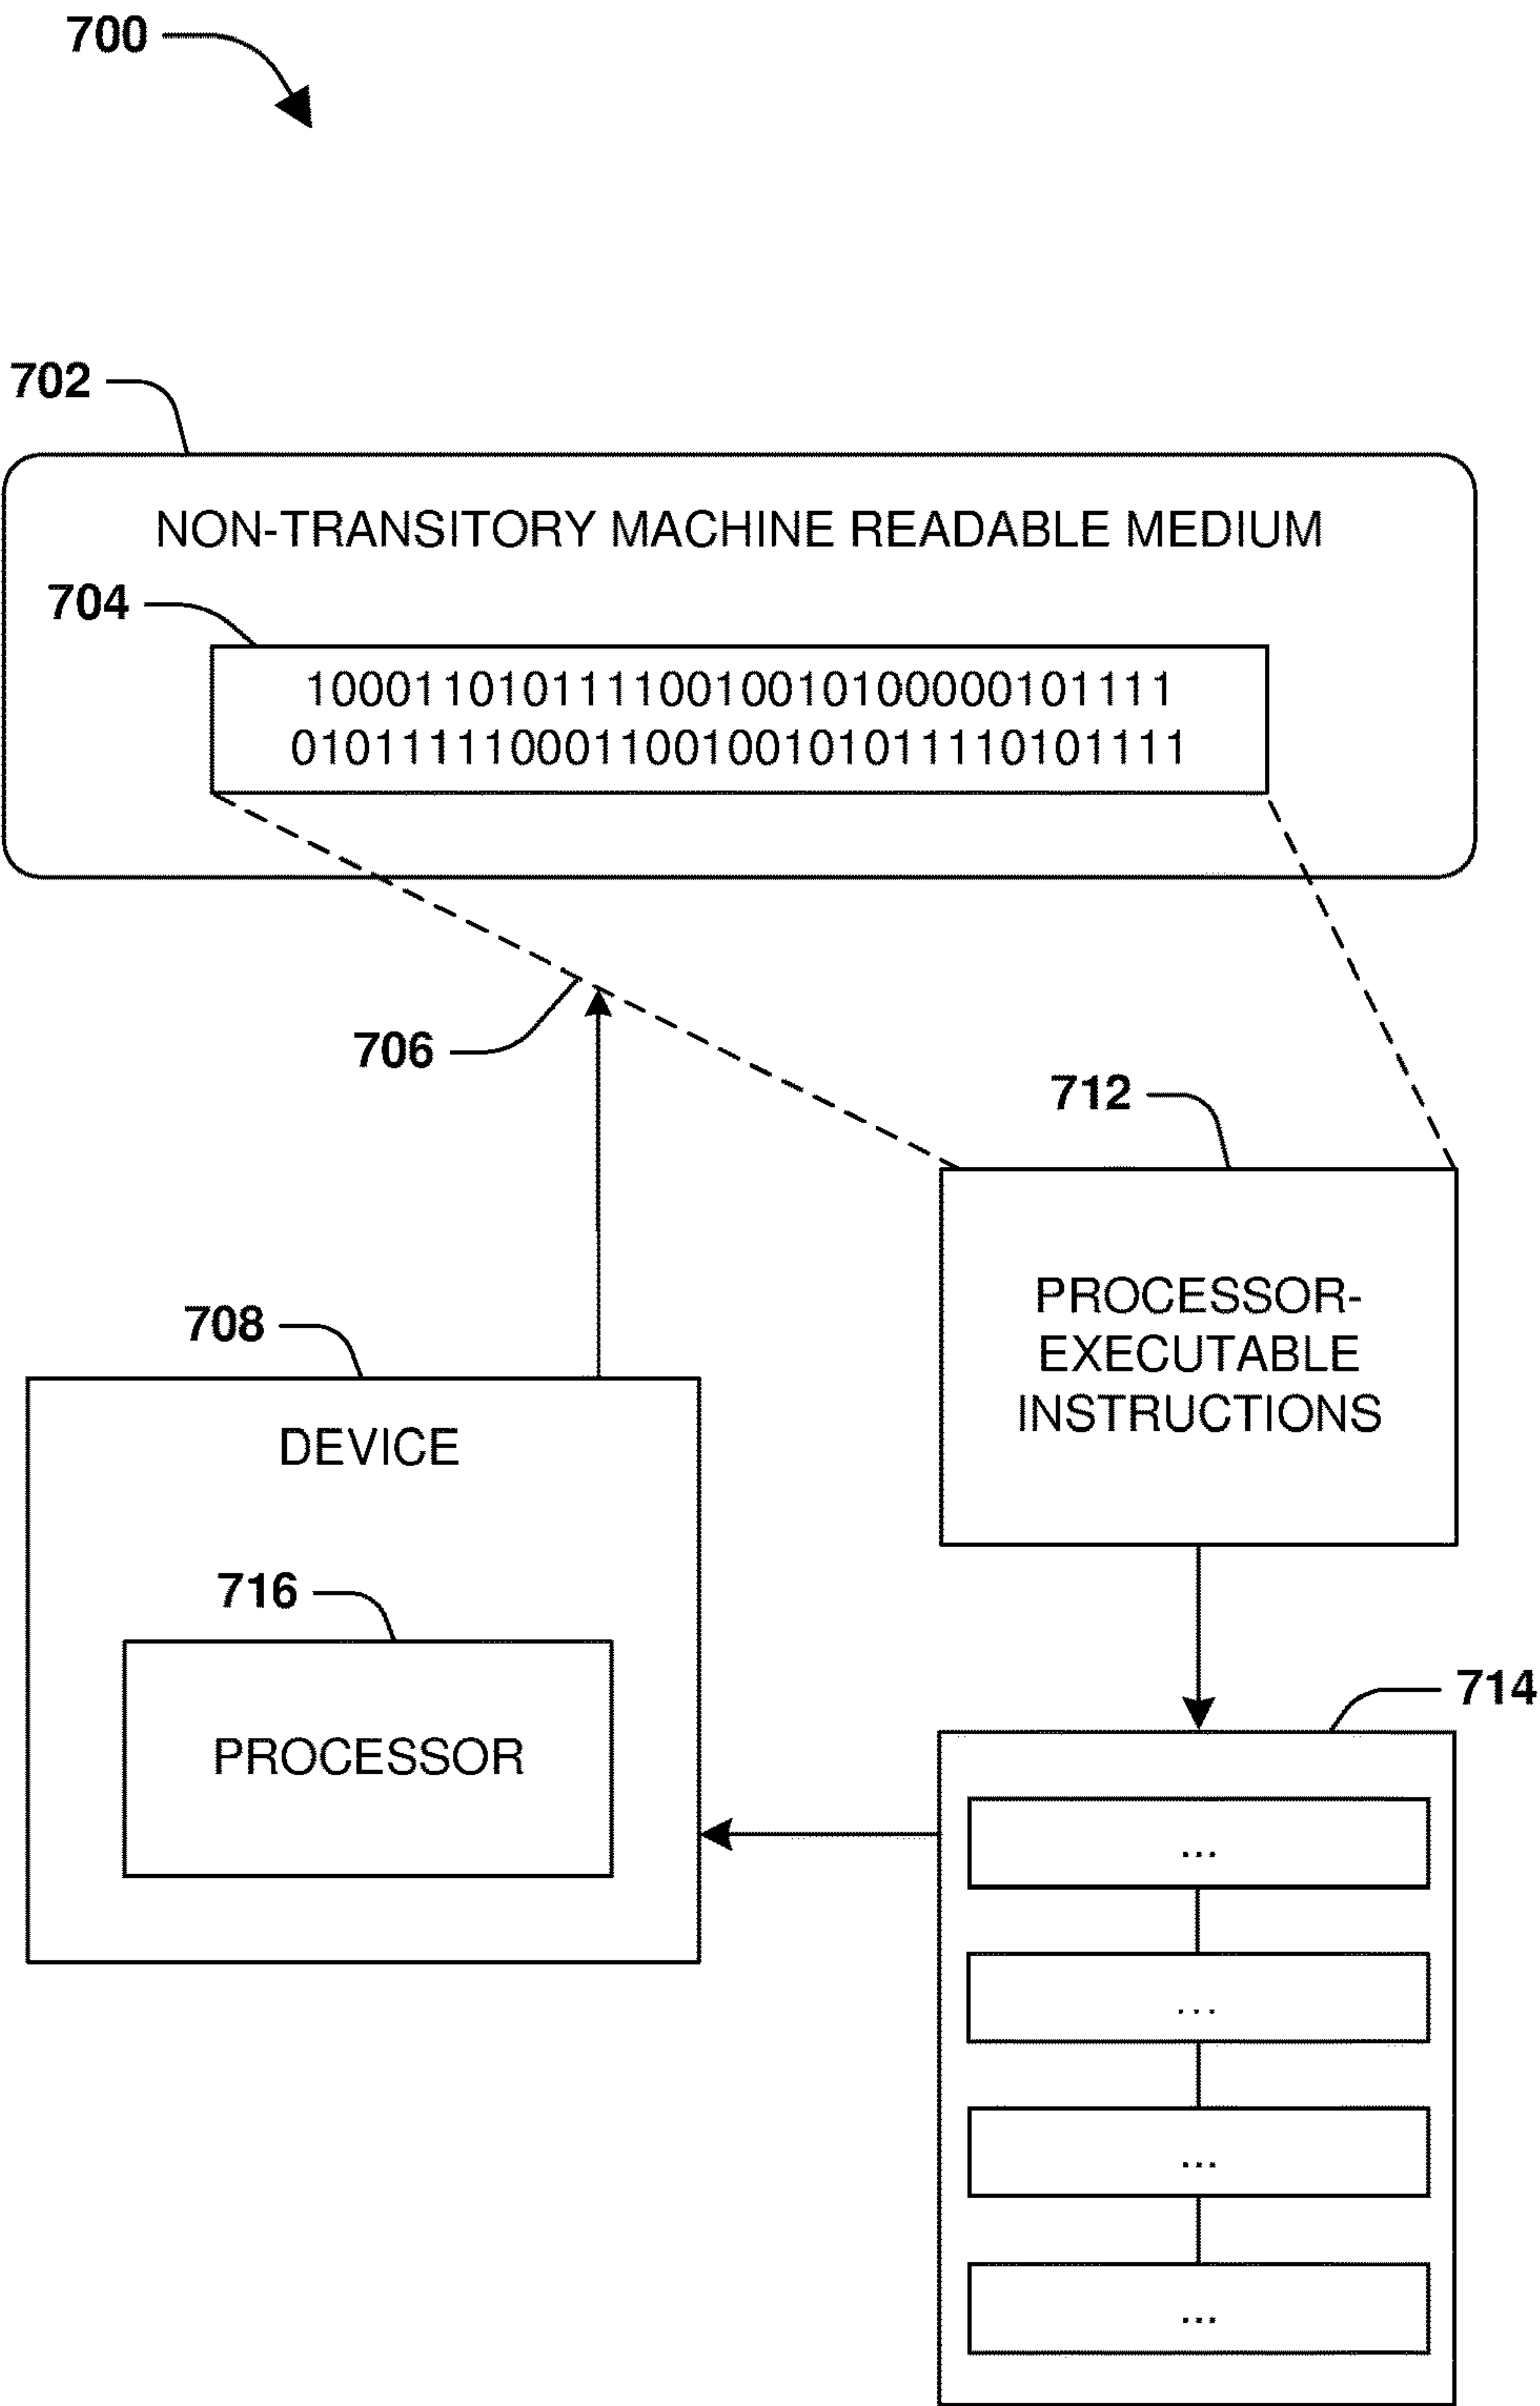 700
702
NON-TRANSITORY MACHINE READABLE MEDIUM
704
10001101011110010010100000101111
010111110001100100101011110101111
706
712
PROCESSOR-
EXECUTABLE
INSTRUCTIONS
708
DEVICE
716
PROCESSOR
714
...
...
...
...